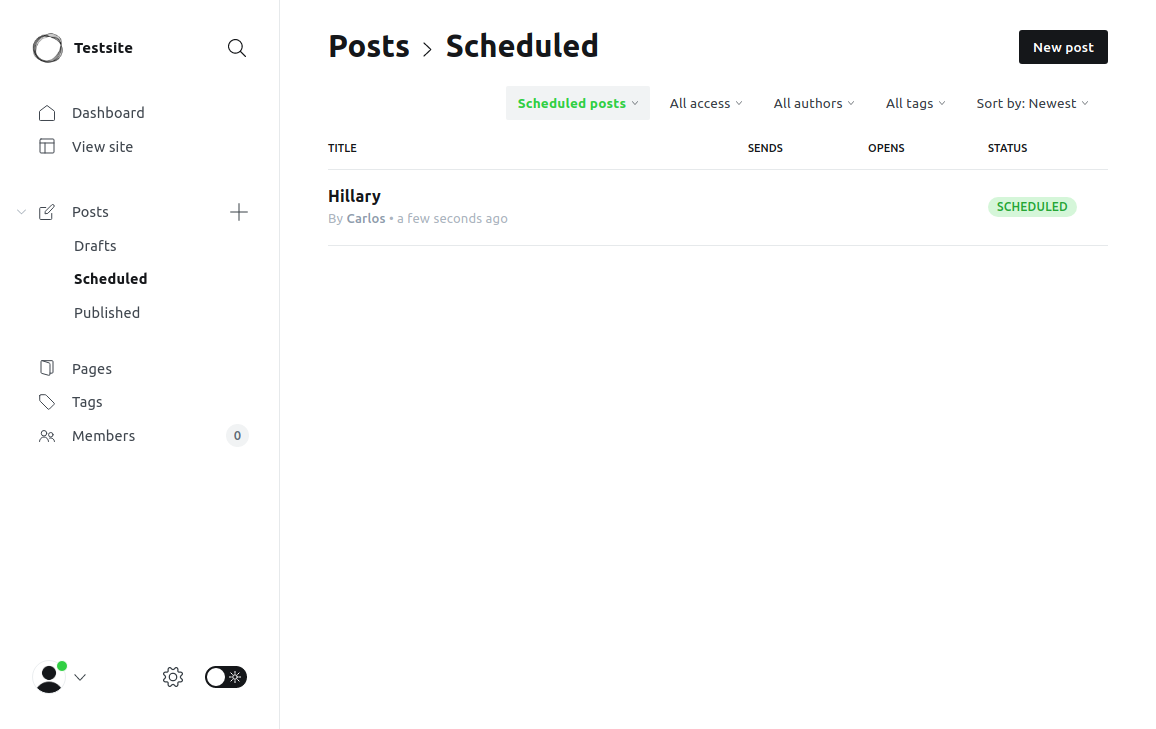 Testsite
Dashboard
View site
Posts
Drafts
Scheduled
Published
Pages
Tags
Members 0
Posts Scheduled
New post
Scheduled posts All access All authors All tags Sort by: Newest
TITLE SENDS OPENS STATUS
Hillary
By Carlos • a few seconds ago
SCHEDULED